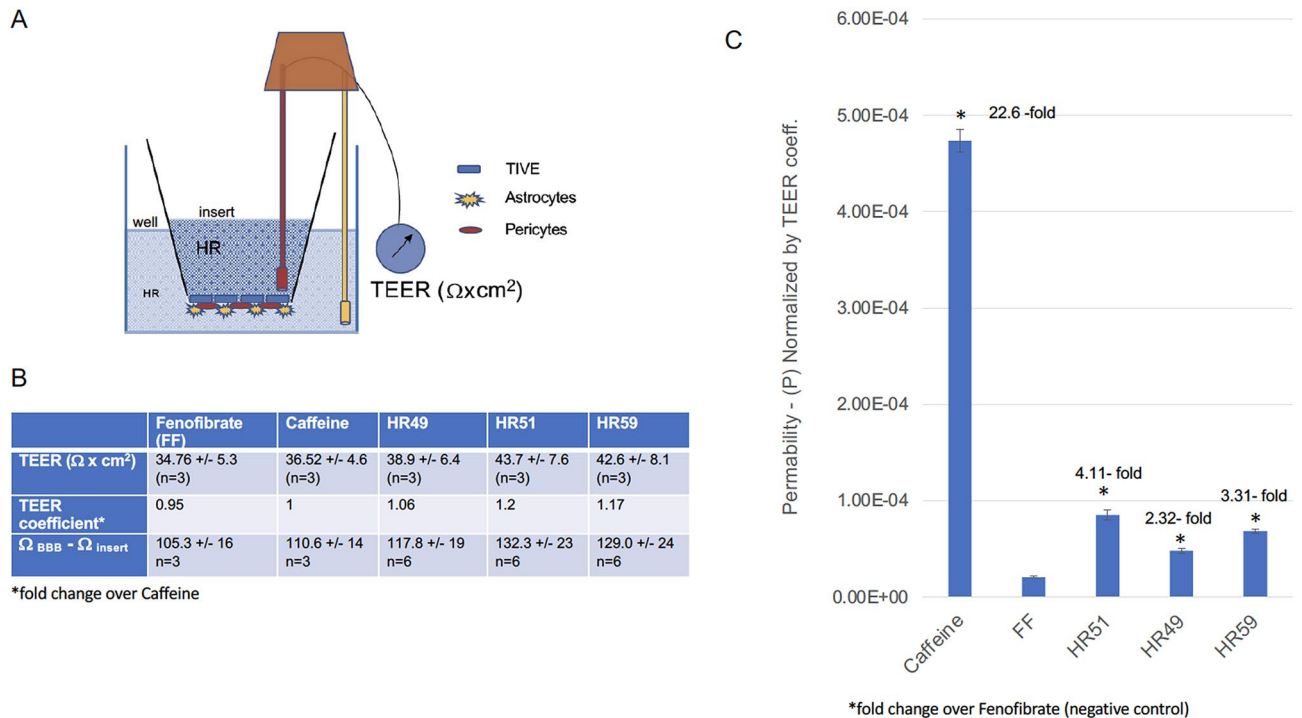 A
well
insert
HR
HR
TIVE
Astrocytes
Pericytes
TEER (Ωxcm²)
B
Fenofibrate (FF) Caffeine HR49 HR51 HR59
TEER (Ω x cm²) 34.76 +/- 5.3 (n=3) 36.52 +/- 4.6 (n=3) 38.9 +/- 6.4 (n=3) 43.7 +/- 7.6 (n=3) 42.6 +/- 8.1 (n=3)
TEER coefficient* 0.95 1 1.06 1.2 1.17
Ω BBB - Ω Insert 105.3 +/- 16 n=3 110.6 +/- 14 n=3 117.8 +/- 19 n=6 132.3 +/- 23 n=6 129.0 +/- 24 n=6
*fold change over Caffeine
C
Permability - (P) Normalized by TEER coeff.
6.00E-04
5.00E-04
4.00E-04
3.00E-04
2.00E-04
1.00E-04
0.00E+00
* 22.6 -fold
4.11- fold
*
2.32- fold
*
3.31- fold
*
Caffeine
FF
HR51
HR49
HR59
*fold change over Fenofibrate (negative control)